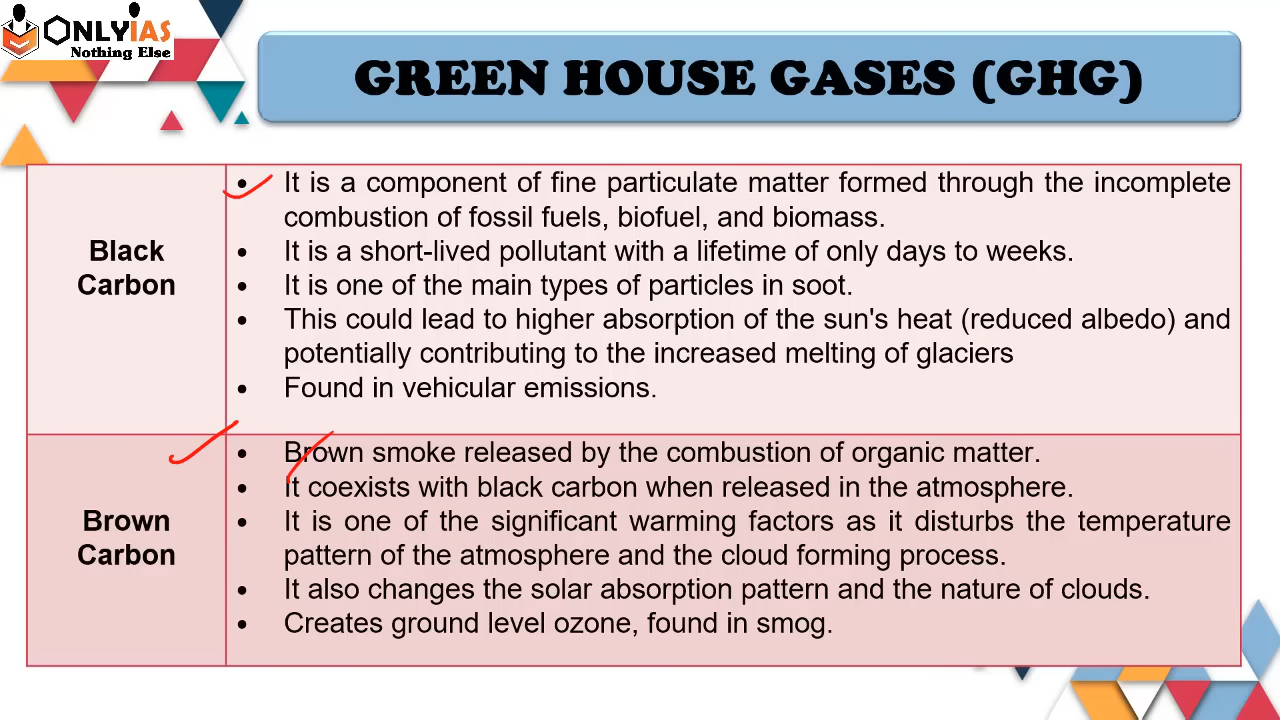 ONLYIAS
Nothing Else
GREEN HOUSE GASES (GHG)
Black
Carbon
• It is a component of fine particulate matter formed through the incomplete
combustion of fossil fuels, biofuel, and biomass.
• It is a short-lived pollutant with a lifetime of only days to weeks.
• It is one of the main types of particles in soot.
• This could lead to higher absorption of the sun's heat (reduced albedo) and
potentially contributing to the increased melting of glaciers
• Found in vehicular emissions.
Brown
Carbon
• Brown smoke released by the combustion of organic matter.
• It coexists with black carbon when released in the atmosphere.
• It is one of the significant warming factors as it disturbs the temperature
pattern of the atmosphere and the cloud forming process.
• It also changes the solar absorption pattern and the nature of clouds.
• Creates ground level ozone, found in smog.